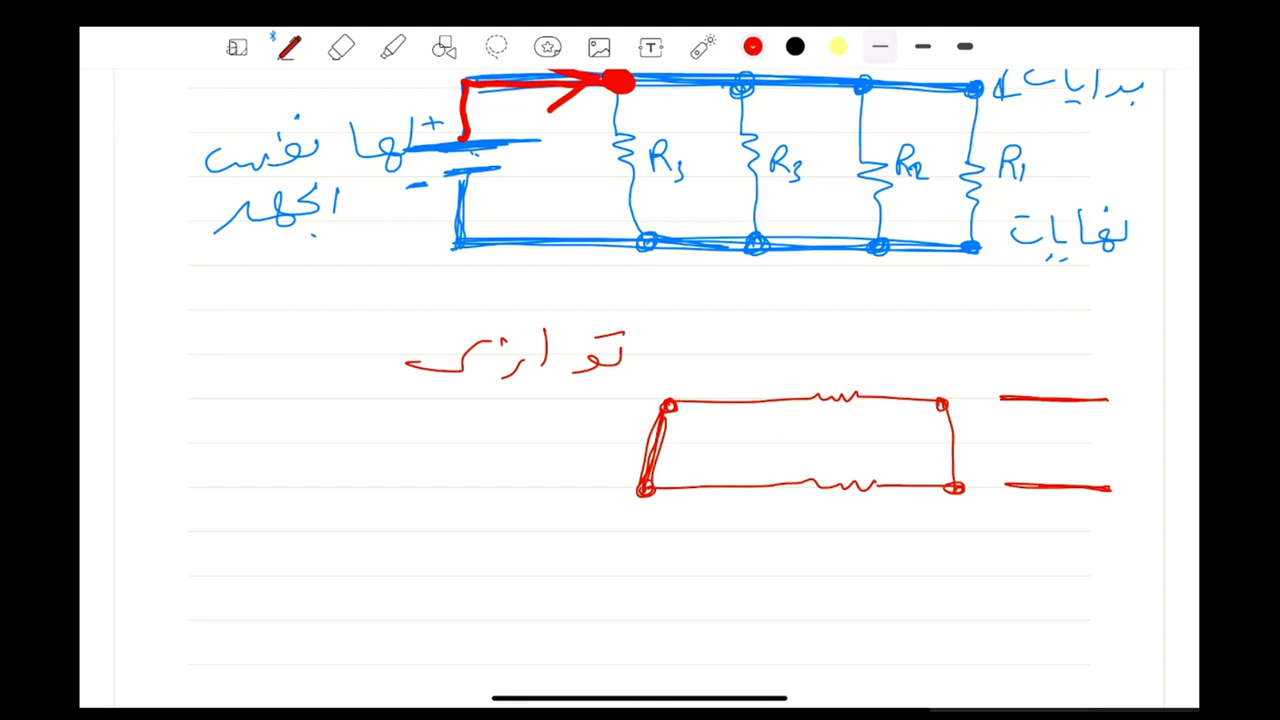 بدايات
+
لها نفس
الجهد
-
R3 R3 R2 R1
نهايات
توازي
T